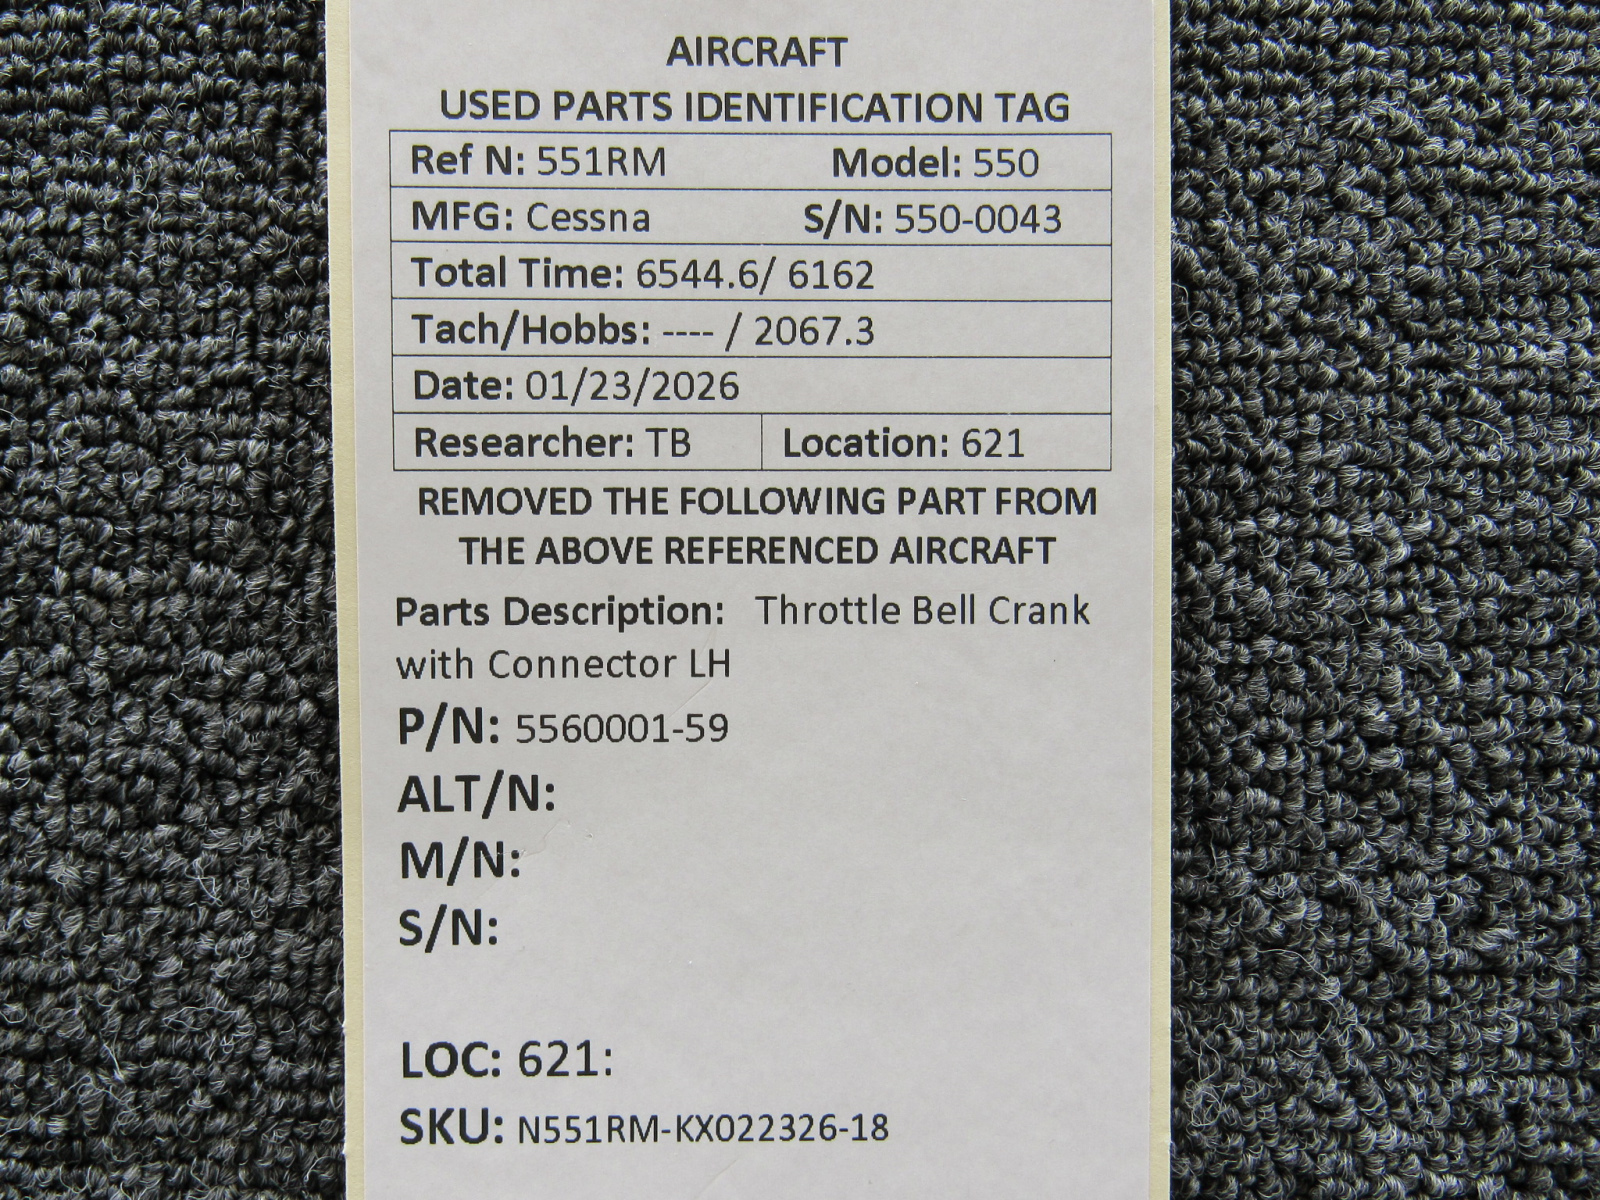 AIRCRAFT
USED PARTS IDENTIFICATION TAG
Ref N: 551RM Model: 550
MFG: Cessna S/N: 550-0043
Total Time: 6544.6/ 6162
Tach/Hobbs: ---- / 2067.3
Date: 01/23/2026
Researcher: TB Location: 621
REMOVED THE FOLLOWING PART FROM
THE ABOVE REFERENCED AIRCRAFT
Parts Description: Throttle Bell Crank
with Connector LH
P/N: 5560001-59
ALT/N:
M/N:
S/N:
LOC: 621:
SKU: N551RM-KX022326-18